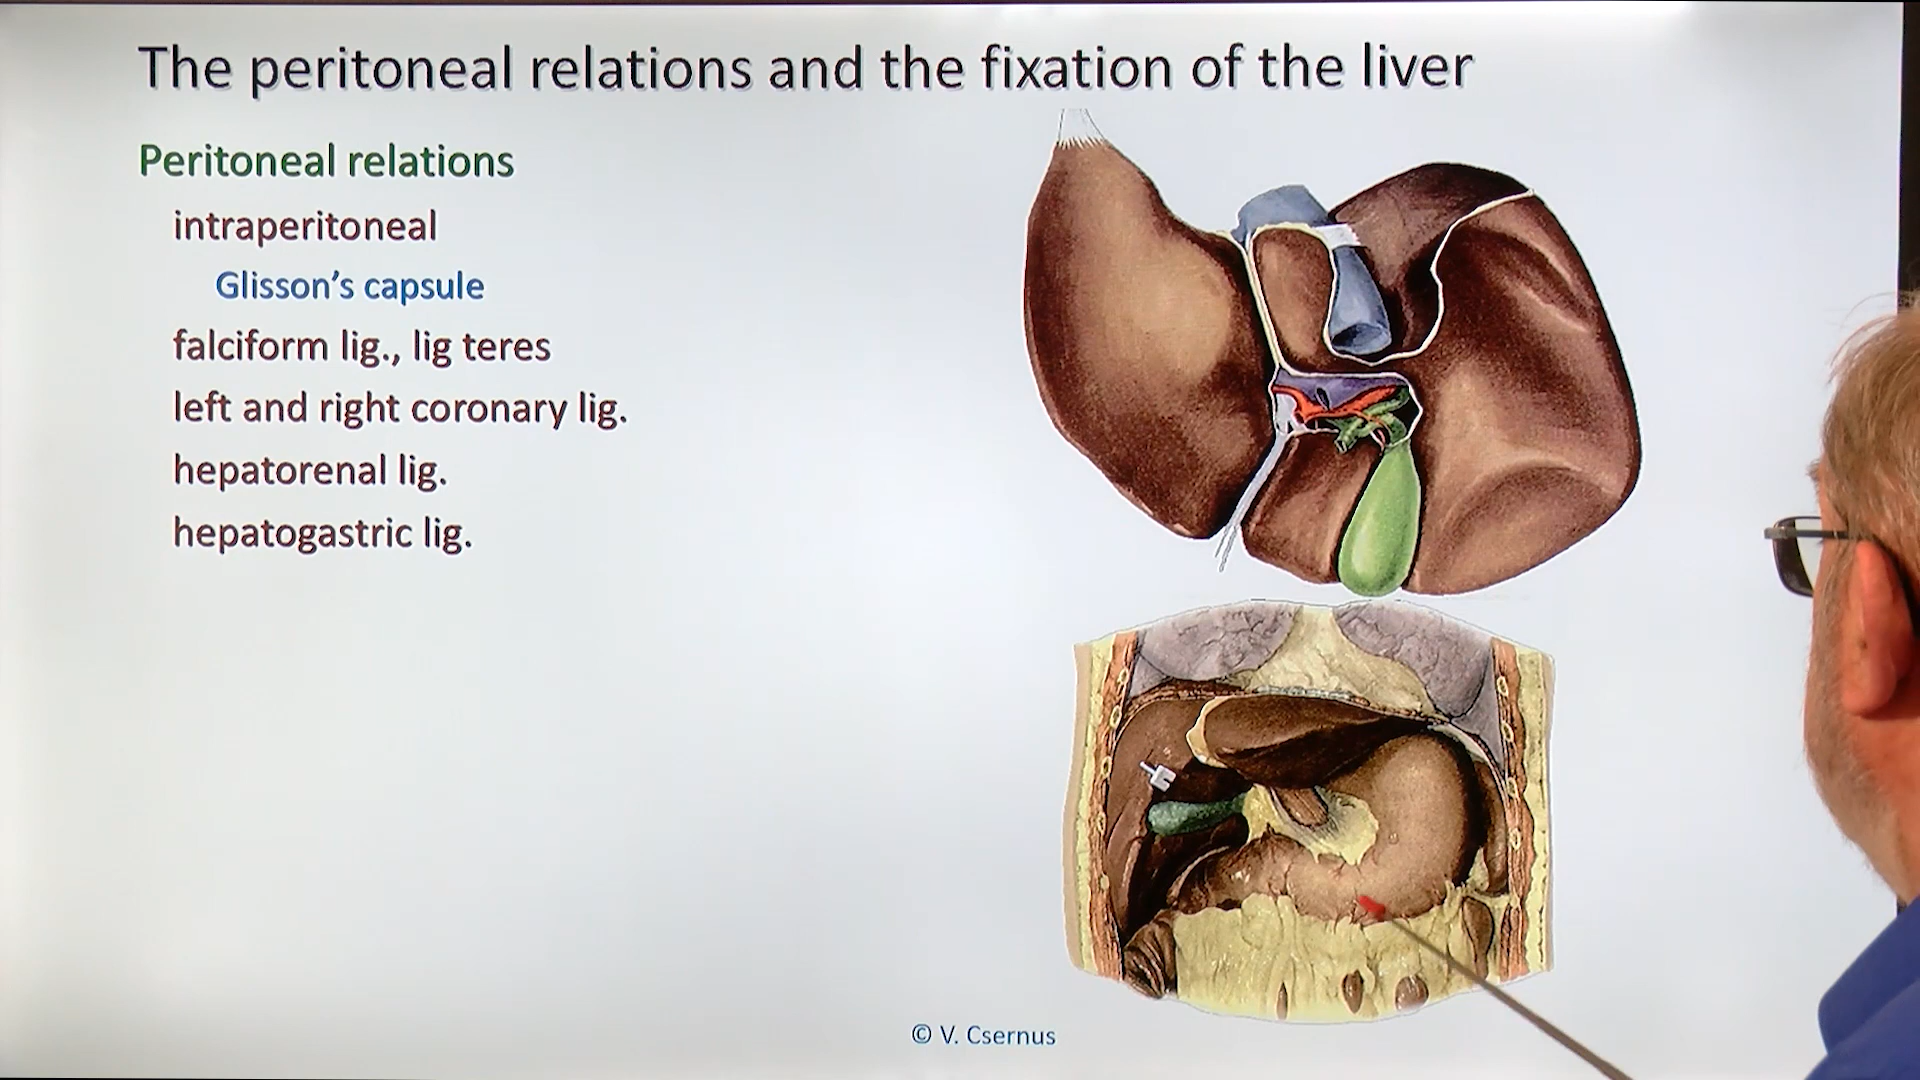 The peritoneal relations and the fixation of the liver
Peritoneal relations
intraperitoneal
Glisson's capsule
falciform lig., lig teres
left and right coronary lig.
hepatorenal lig.
hepatogastric lig.
© V. Csernus